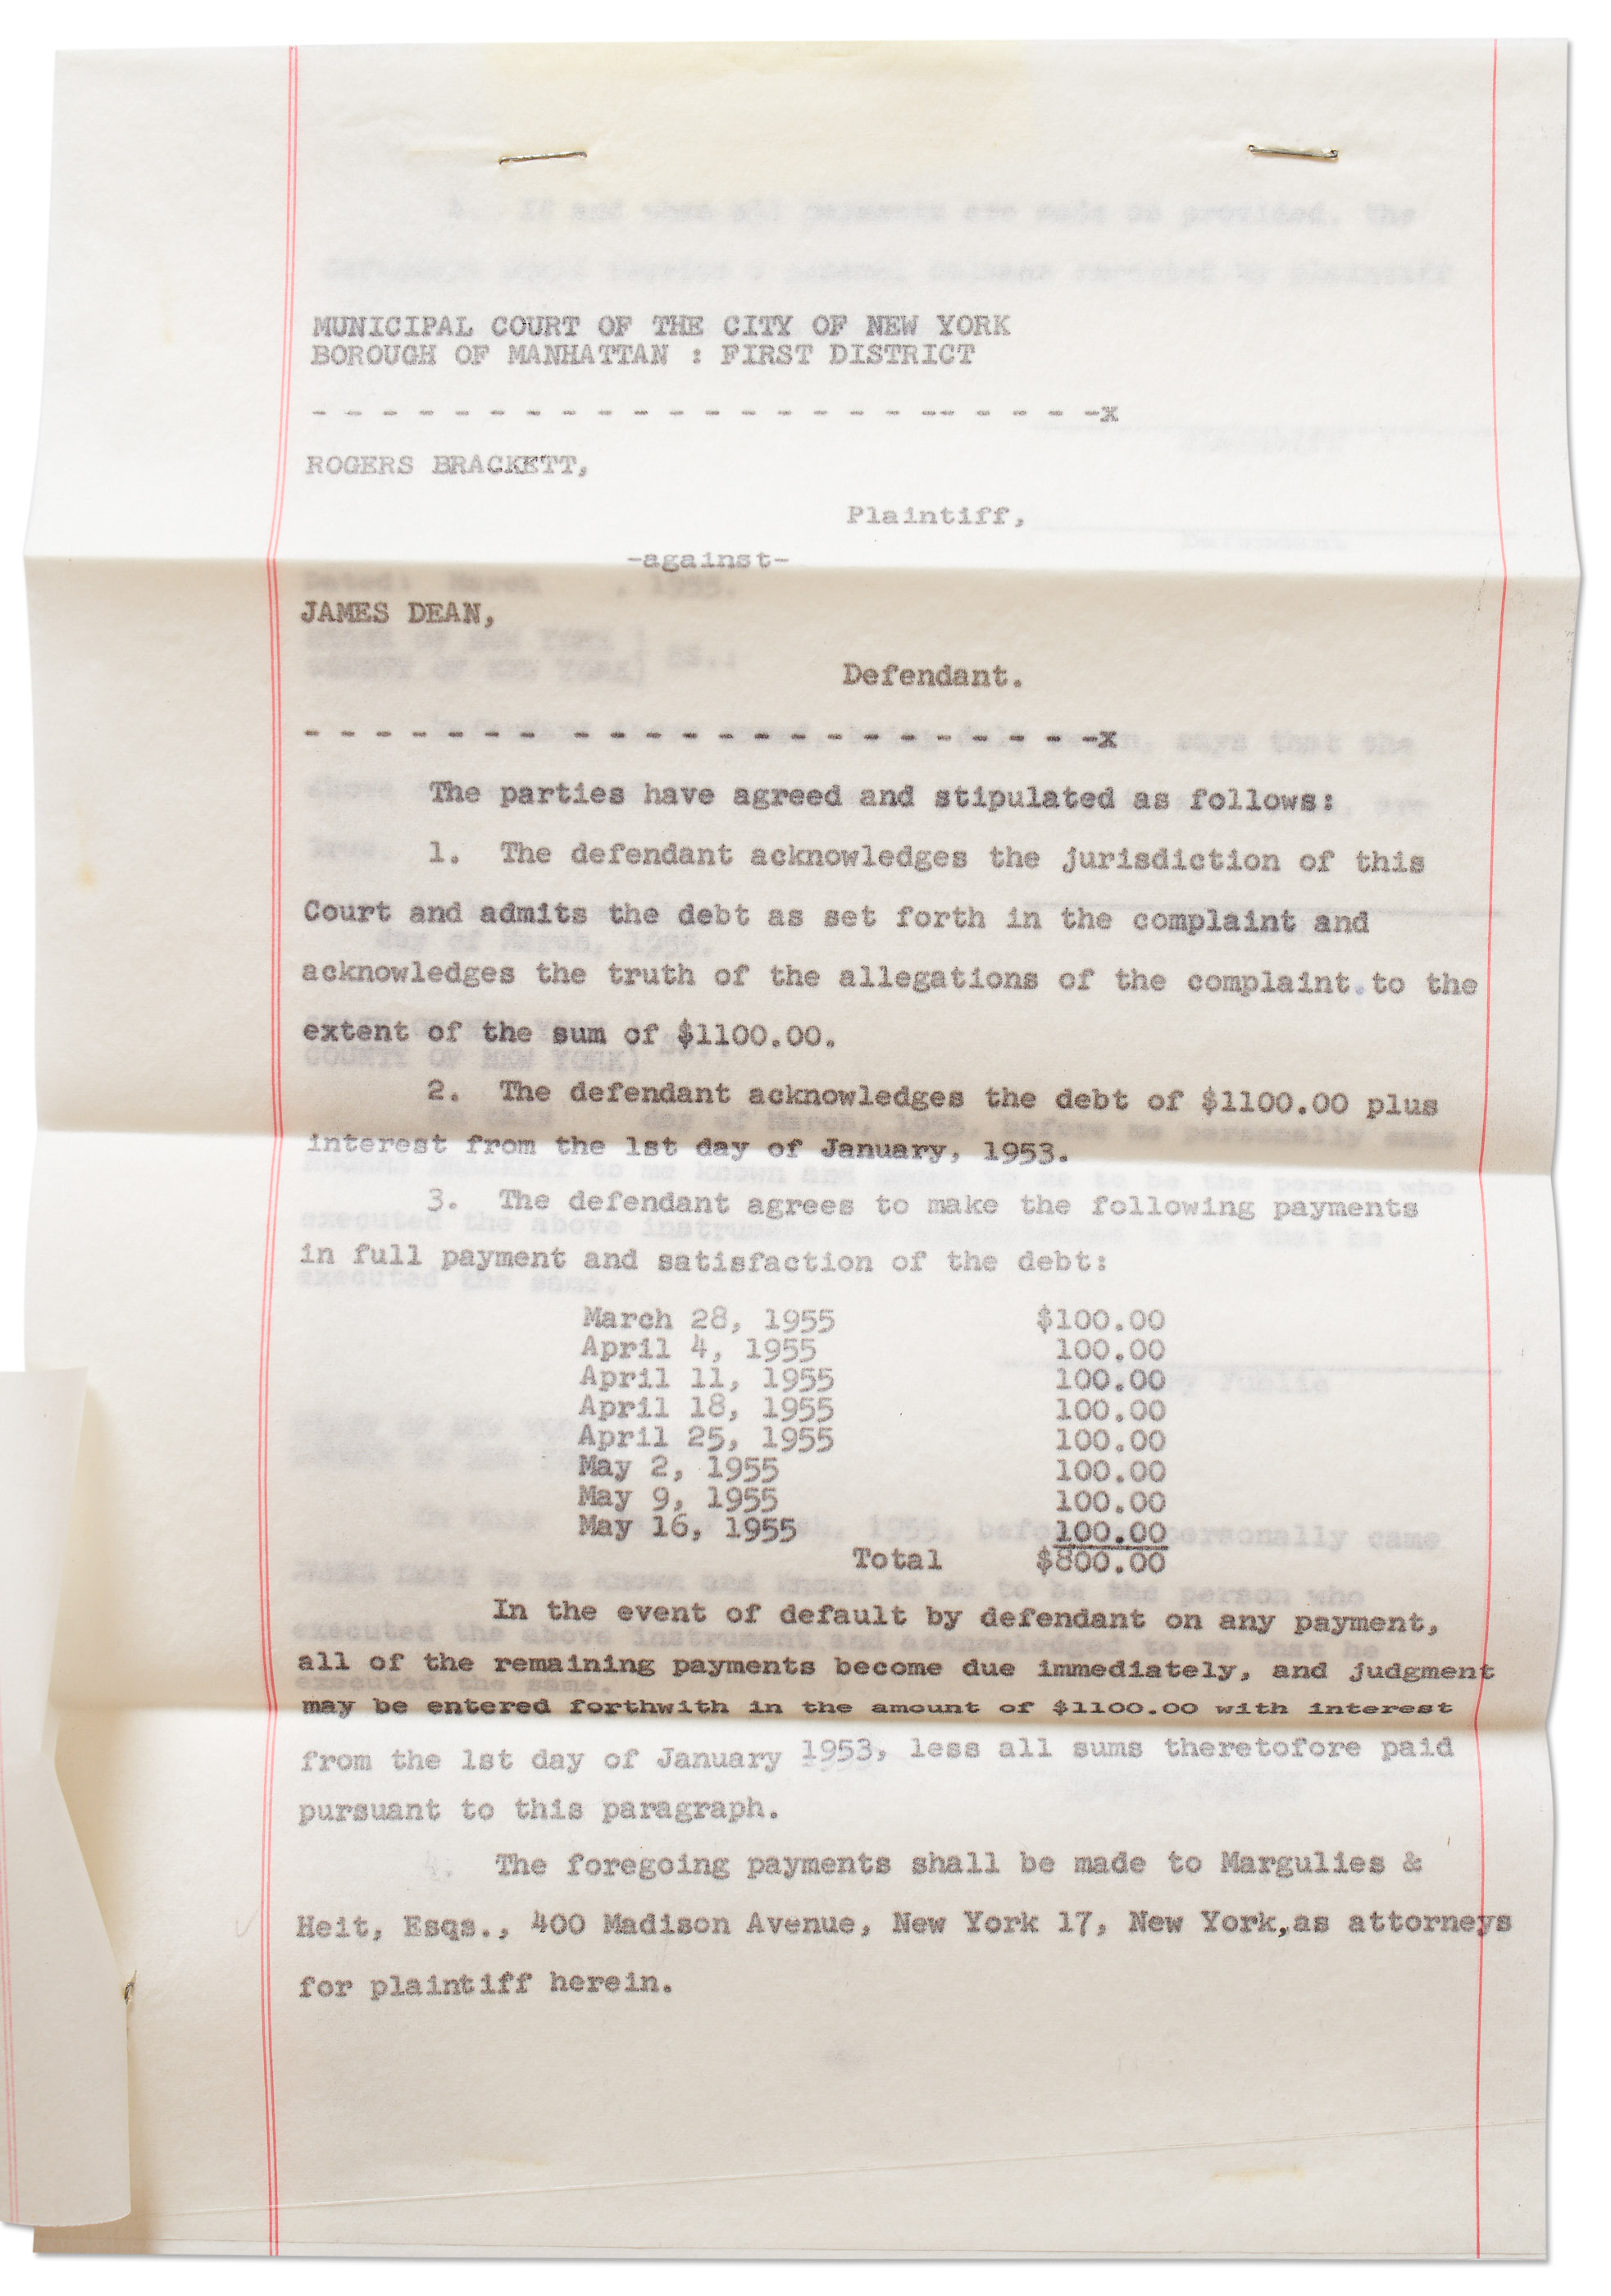 MUNICIPAL COURT OF THE CITY OF NEW YORK
BOROUGH OF MANHATTAN : FIRST DISTRICT
- - - - - - - - - - - - - - - - - - -- - - - -x
ROGERS BRACKETT,
Plaintiff,
-against-
JAMES DEAN,
Defendant.
- - - - - - - - - - - - - - - - - - - - - - -x
The parties have agreed and stipulated as follows:
1. The defendant acknowledges the jurisdiction of this
Court and admits the debt as set forth in the complaint and
acknowledges the truth of the allegations of the complaint.to the
extent of the sum of $1100.00.
2. The defendant acknowledges the debt of $1100.00 plus
interest from the 1st day of January, 1953.
3. The defendant agrees to make the following payments
in full payment and satisfaction of the debt:
March 28, 1955 $100.00
April 4, 1955 100.00
April 11, 1955 100.00
April 18, 1955 100.00
April 25, 1955 100.00
May 2, 1955 100.00
May 9, 1955 100.00
May 16, 1955 100.00
Total $800.00
In the event of default by defendant on any payment,
all of the remaining payments become due immediately, and judgment
may be entered forthwith in the amount of $1100.00 with interest
from the 1st day of January 1953, less all sums theretofore paid
pursuant to this paragraph.
4. The foregoing payments shall be made to Margulies &
Heit, Esqs., 400 Madison Avenue, New York 17, New York,as attorneys
for plaintiff herein.